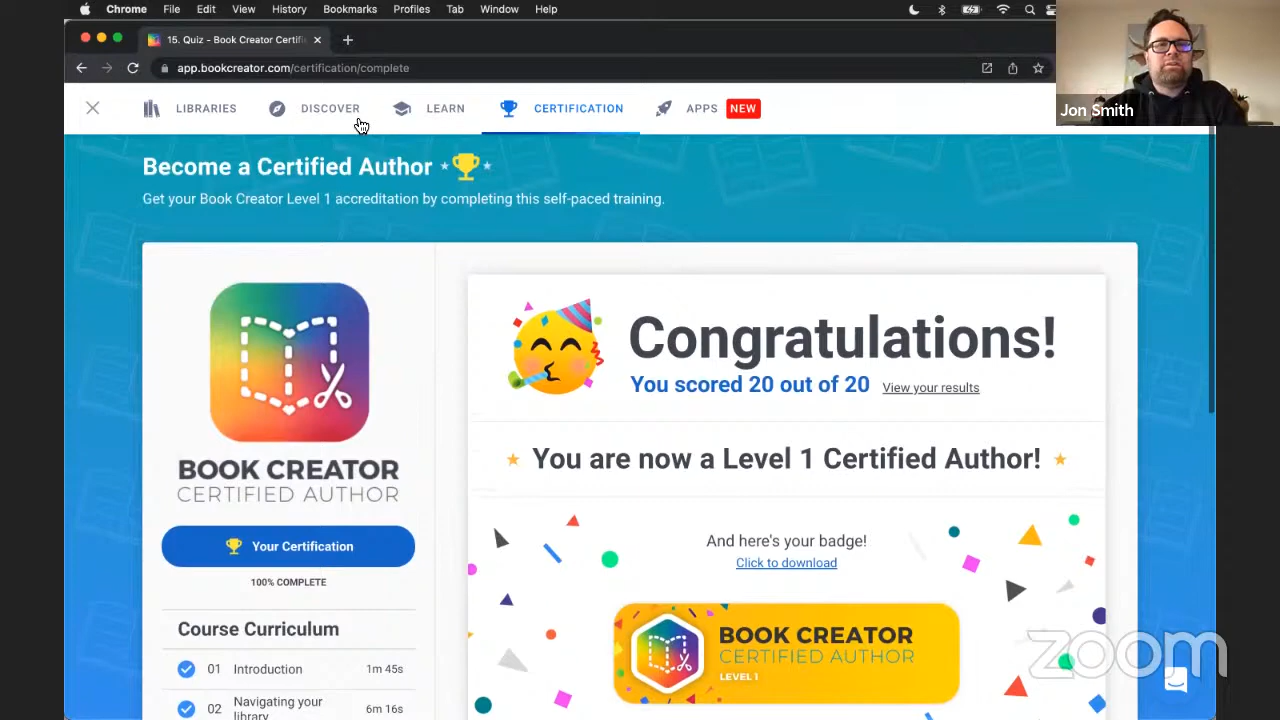 Chrome File Edit View History Bookmarks Profiles Tab Window Help
15. Quiz - Book Creator Certifi
app.bookcreator.com/certification/complete
Jon Smith
LIBRARIES DISCOVER LEARN CERTIFICATION APPS NEW
Become a Certified Author
Get your Book Creator Level 1 accreditation by completing this self-paced training.
BOOK CREATOR
CERTIFIED AUTHOR
Your Certification
100% COMPLETE
Course Curriculum
01 Introduction 1m 45s
02 Navigating your 6m 16s
library
Congratulations!
You scored 20 out of 20 View your results
You are now a Level 1 Certified Author!
And here's your badge!
Click to download
BOOK CREATOR
CERTIFIED AUTHOR
LEVEL 1
zoom